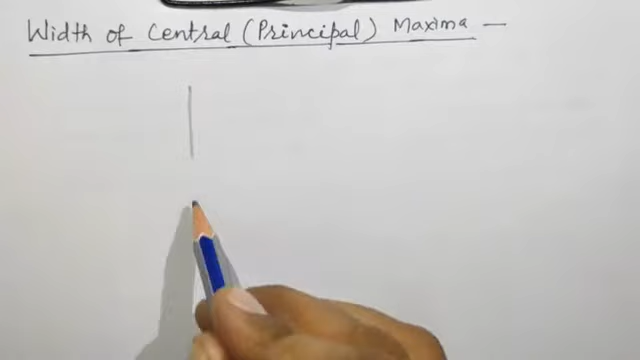 Width of Central (Principal) Maxima —